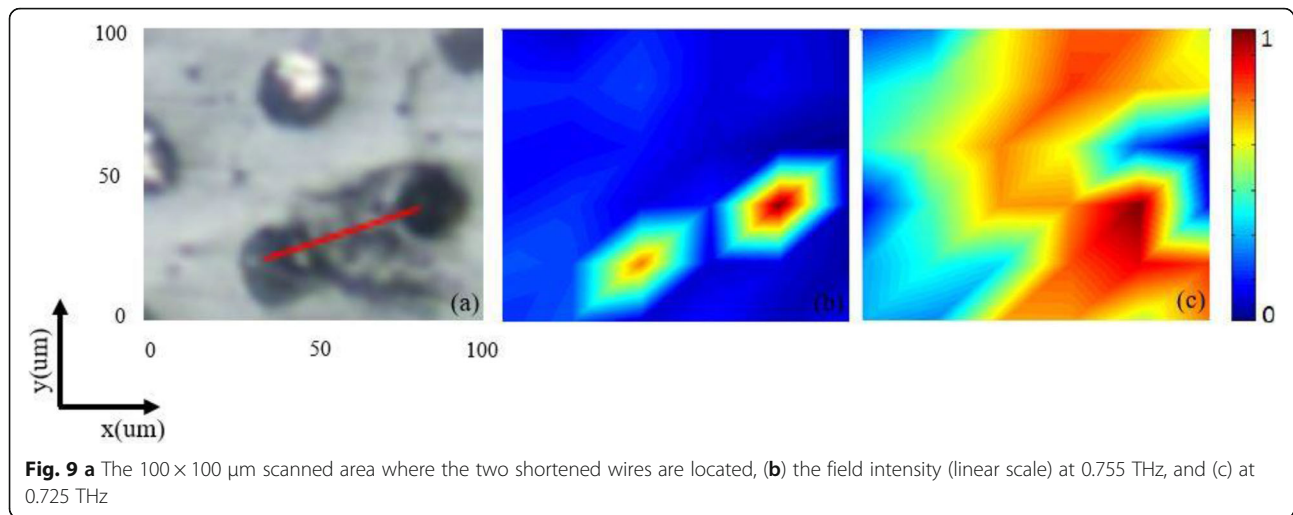 100
50
0
0 50 100
y(um)
x(um)
(a)
(b)
(c)
1
0
Fig. 9 a The 100 × 100 μm scanned area where the two shortened wires are located, (b) the field intensity (linear scale) at 0.755 THz, and (c) at
0.725 THz